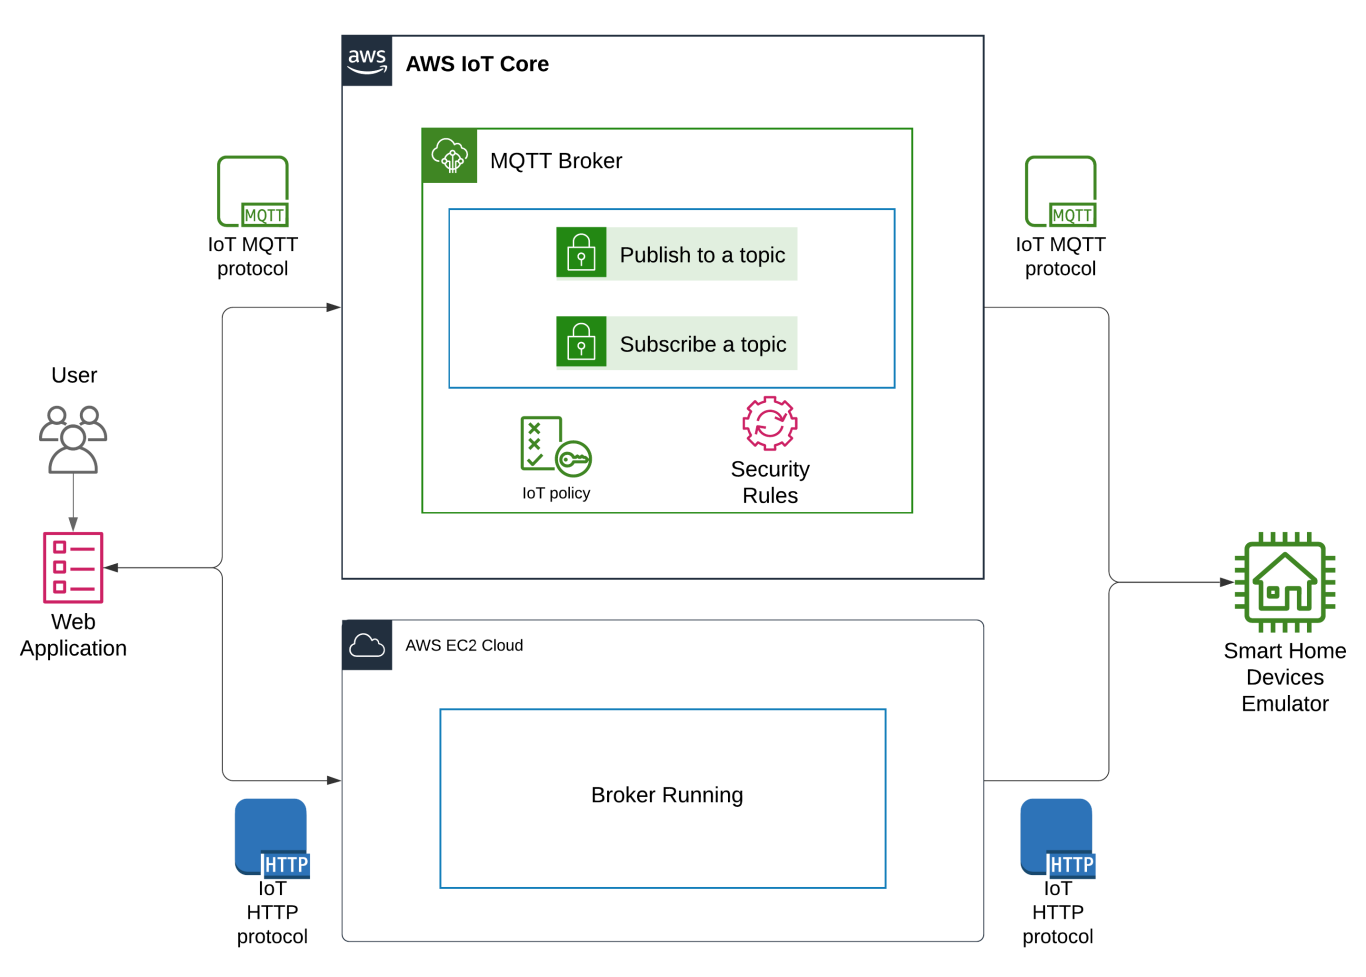 aws
AWS IoT Core
MQTT Broker
MQTT
IoT MQTT
protocol
Publish to a topic
Subscribe a topic
IoT policy
Security
Rules
MQTT
IoT MQTT
protocol
User
Web
Application
AWS EC2 Cloud
Broker Running
HTTP
IoT
HTTP
protocol
HTTP
IoT
HTTP
protocol
Smart Home
Devices
Emulator